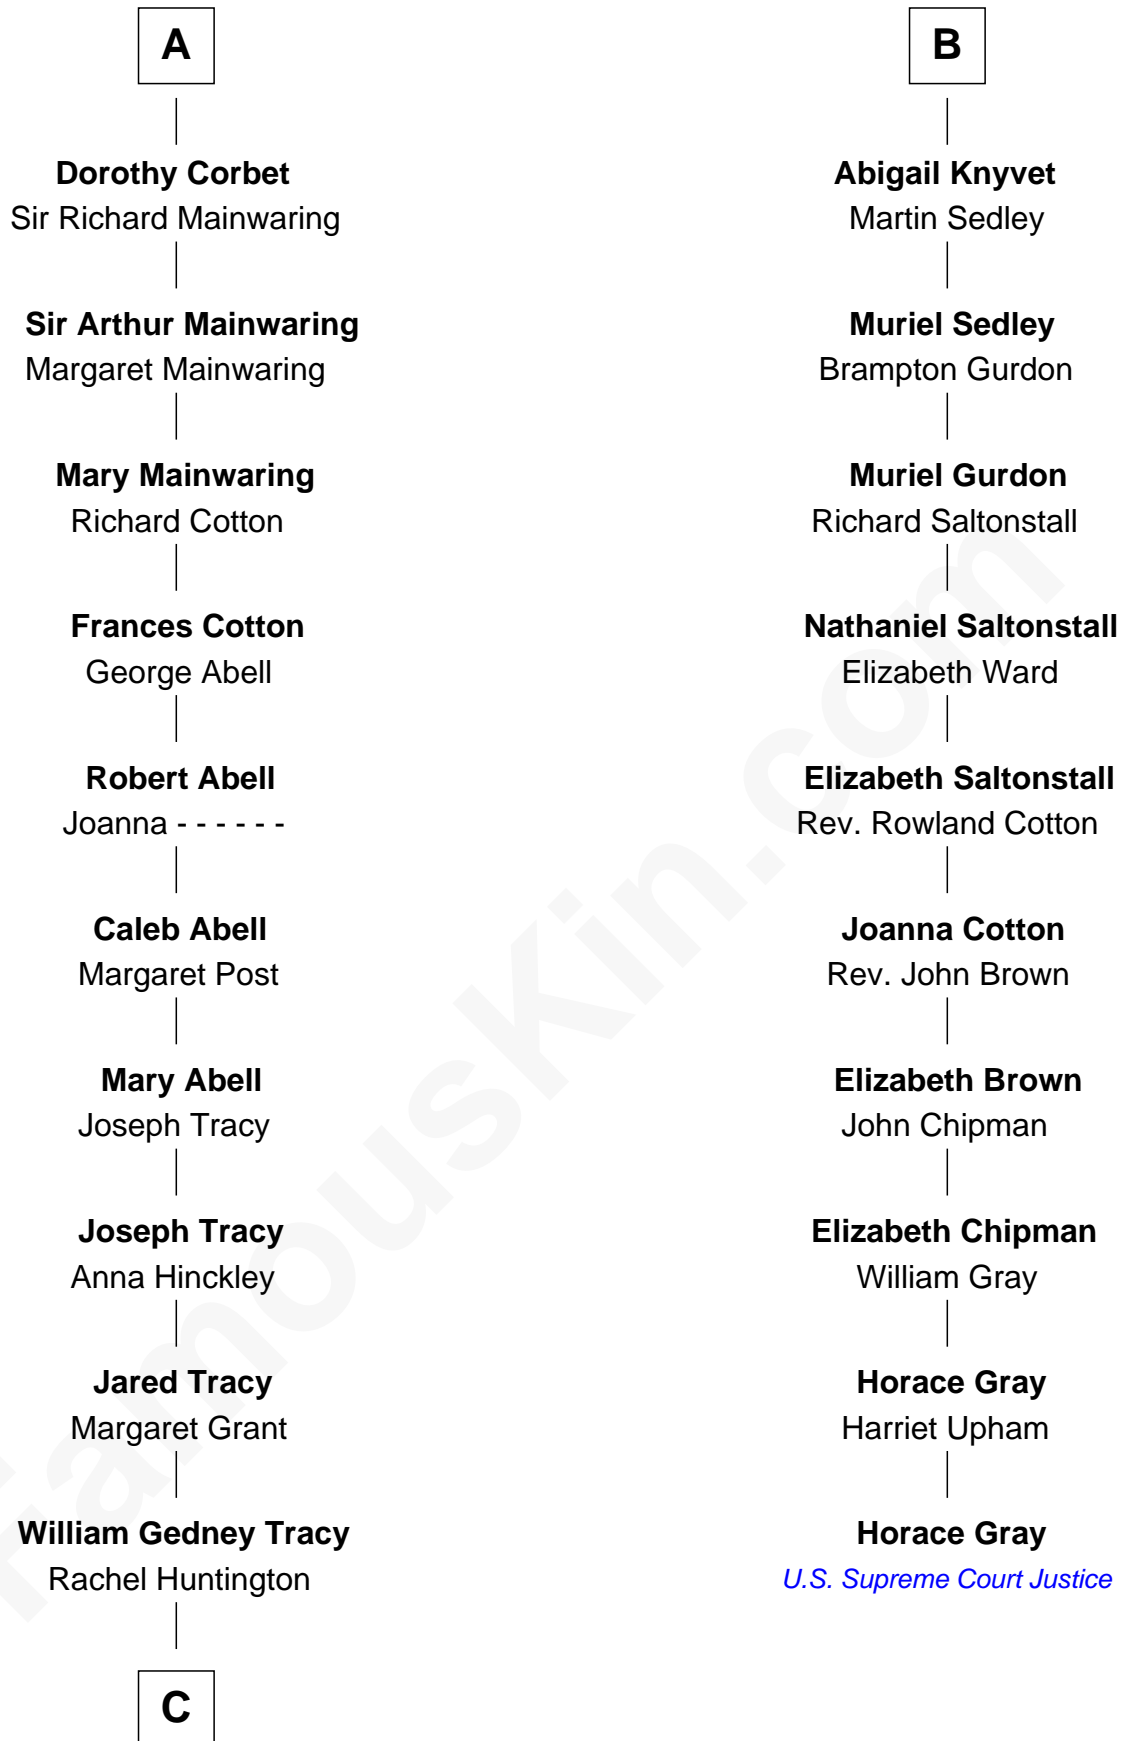 A
Dorothy Corbet
Sir Richard Mainwaring
Sir Arthur Mainwaring
Margaret Mainwaring
Mary Mainwaring
Richard Cotton
Frances Cotton
George Abell
Robert Abell
Joanna - - - - - -
Caleb Abell
Margaret Post
Mary Abell
Joseph Tracy
Joseph Tracy
Anna Hinckley
Jared Tracy
Margaret Grant
William Gedney Tracy
Rachel Huntington
C
B
Abigail Knyvet
Martin Sedley
Muriel Sedley
Brampton Gurdon
Muriel Gurdon
Richard Saltonstall
Nathaniel Saltonstall
Elizabeth Ward
Elizabeth Saltonstall
Rev. Rowland Cotton
Joanna Cotton
Rev. John Brown
Elizabeth Brown
John Chipman
Elizabeth Chipman
William Gray
Horace Gray
Harriet Upham
Horace Gray
U.S. Supreme Court Justice
FamousKin.com